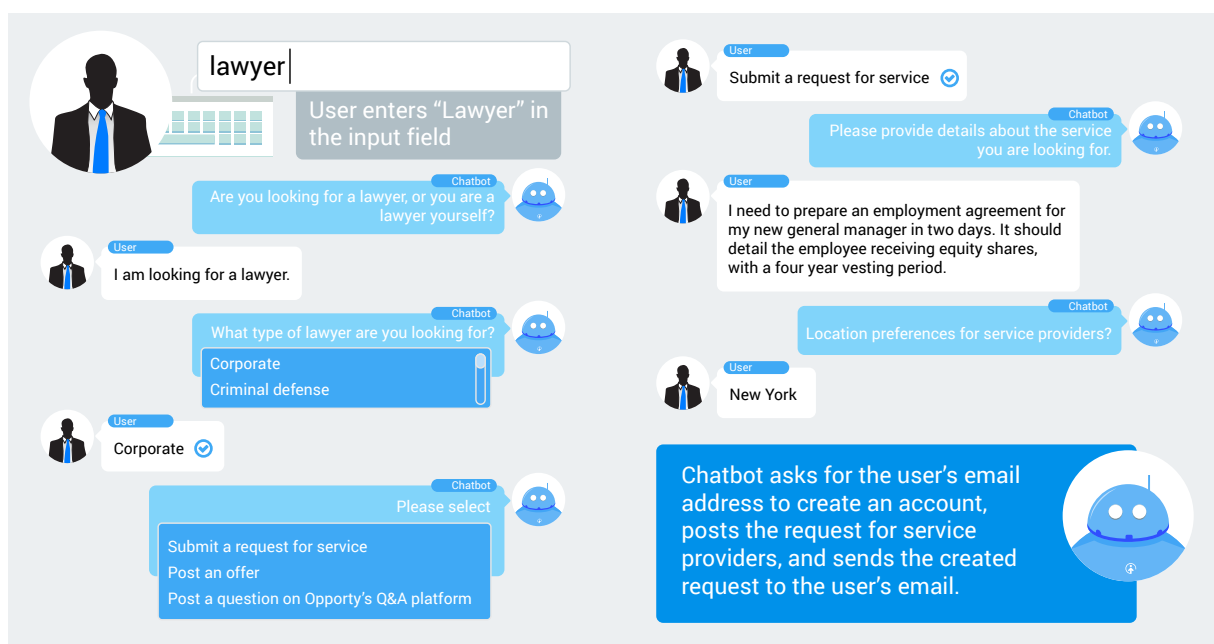 lawyer
User enters “Lawyer” in
the input field
Chatbot
Are you looking for a lawyer, or you are a
lawyer yourself?
User
I am looking for a lawyer.
Chatbot
What type of lawyer are you looking for?
Corporate
Criminal defense
User
Corporate
Chatbot
Please select
Submit a request for service
Post an offer
Post a question on Opporty’s Q&A platform
User
Submit a request for service
Chatbot
Please provide details about the service
you are looking for.
User
I need to prepare an employment agreement for
my new general manager in two days. It should
detail the employee receiving equity shares,
with a four year vesting period.
Chatbot
Location preferences for service providers?
User
New York
Chatbot asks for the user’s email
address to create an account,
posts the request for service
providers, and sends the created
request to the user’s email.